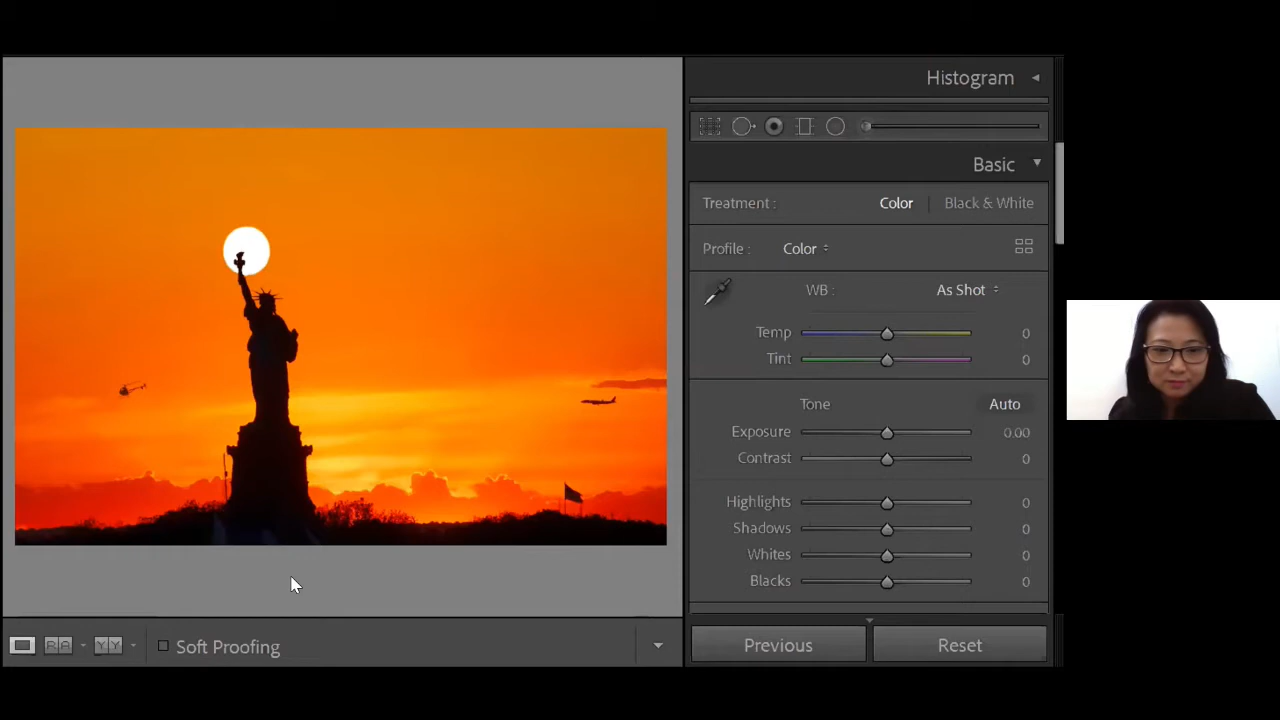 Histogram
Basic
Treatment : Color Black & White
Profile : Color
WB : As Shot
Temp 0
Tint 0
Tone Auto
Exposure 0.00
Contrast 0
Highlights 0
Shadows 0
Whites 0
Blacks 0
Soft Proofing
Previous Reset